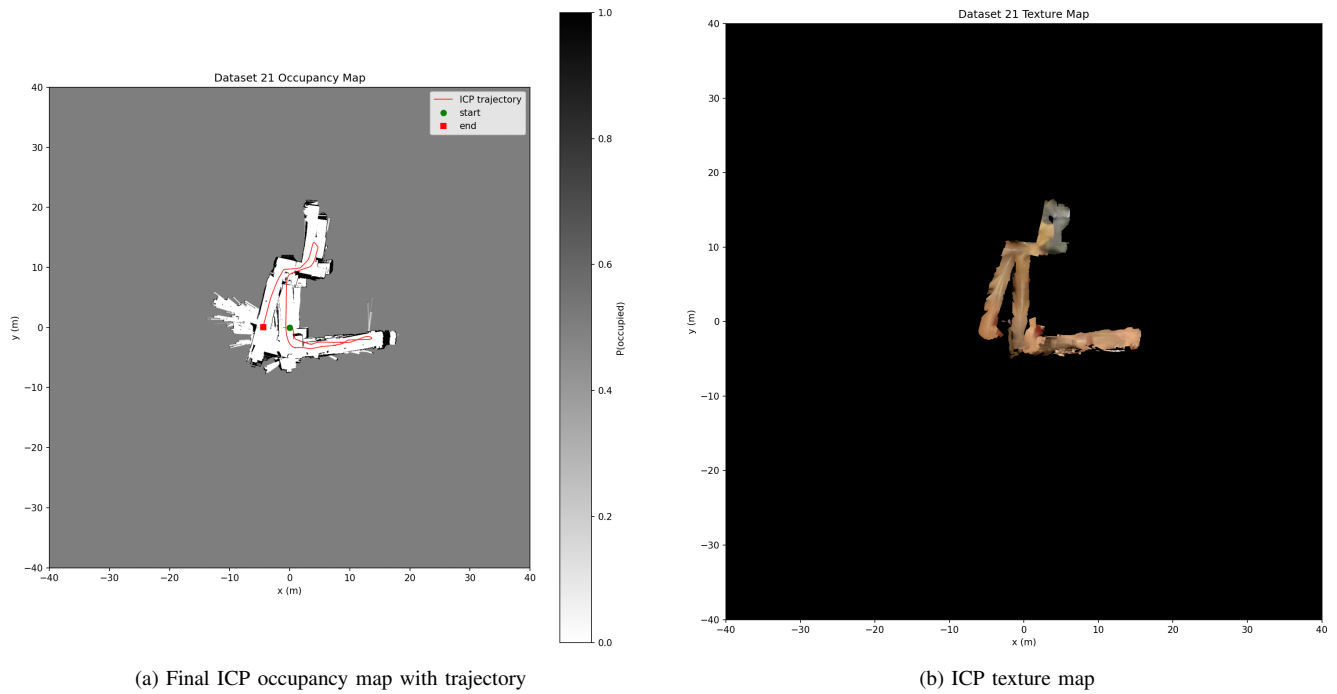 Dataset 21 Occupancy Map
ICP trajectory
start
end
40
30
20
10
0
−10
−20
−30
−40
y (m)
−40 −30 −20 −10 0 10 20 30 40
x (m)
1.0
0.8
0.6
0.4
0.2
0.0
P(occupied)
(a) Final ICP occupancy map with trajectory
Dataset 21 Texture Map
40
30
20
10
0
−10
−20
−30
−40
y (m)
−40 −30 −20 −10 0 10 20 30 40
x (m)
(b) ICP texture map